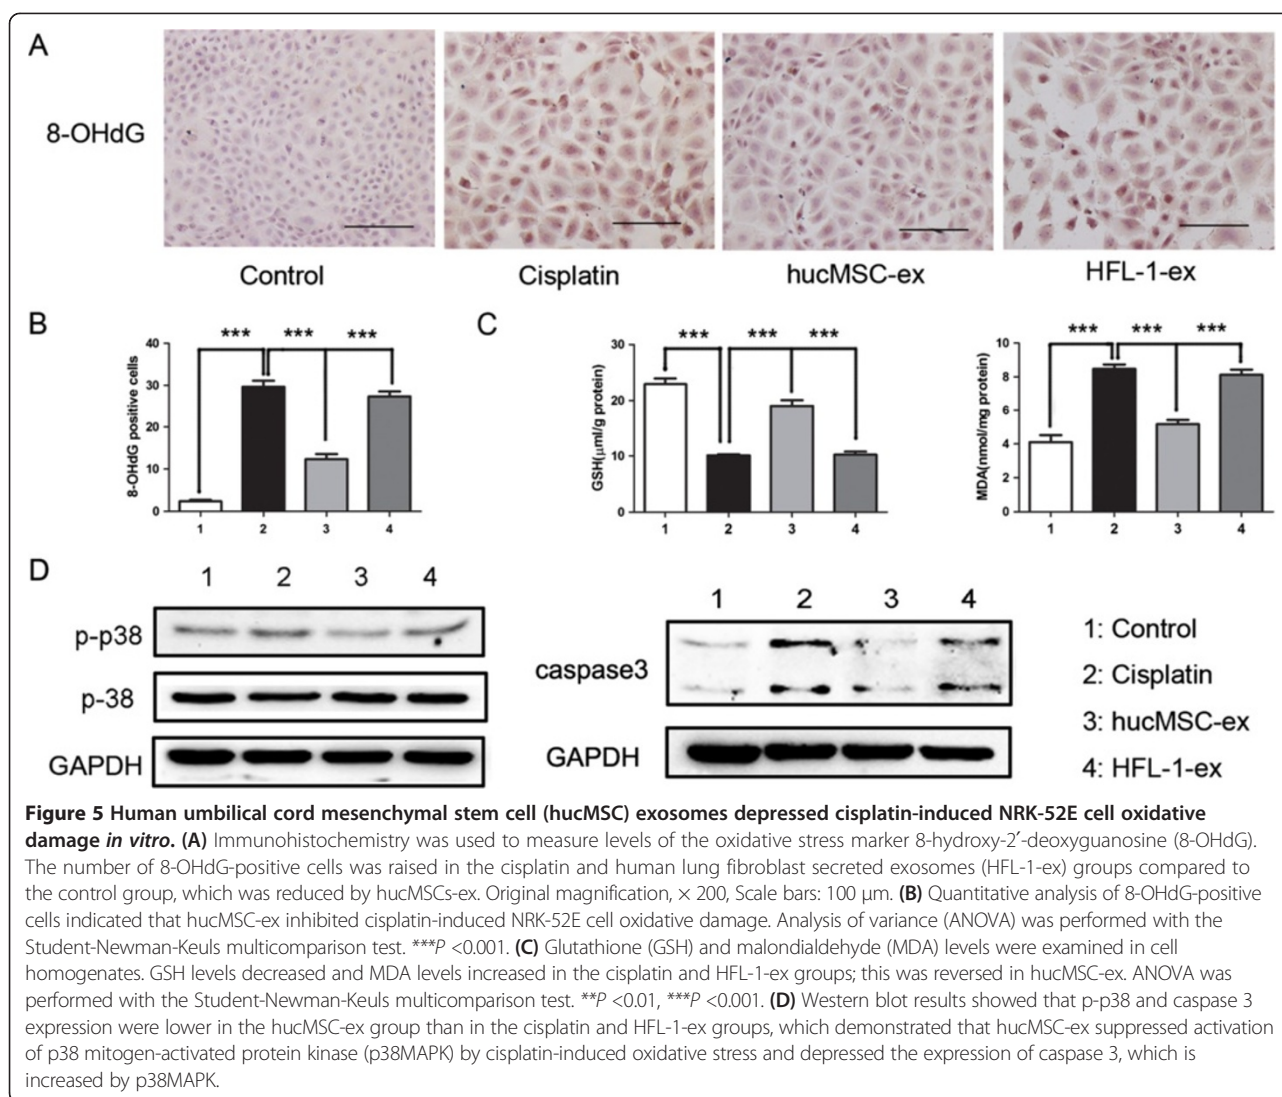 A
8-OHdG
Control
Cisplatin
hucMSC-ex
HFL-1-ex
B
*** *** ***
8-OHdG positive cells
40
30
20
10
0
1 2 3 4
C
*** *** ***
GSH(μml/g protein)
30
20
10
0
1 2 3 4
*** *** ***
MDA(nmol/mg protein)
10
8
6
4
2
0
1 2 3 4
D
1 2 3 4
p-p38
p-38
GAPDH
1 2 3 4
caspase3
GAPDH
1: Control
2: Cisplatin
3: hucMSC-ex
4: HFL-1-ex
Figure 5 Human umbilical cord mesenchymal stem cell (hucMSC) exosomes depressed cisplatin-induced NRK-52E cell oxidative
damage in vitro. (A) Immunohistochemistry was used to measure levels of the oxidative stress marker 8-hydroxy-2′-deoxyguanosine (8-OHdG).
The number of 8-OHdG-positive cells was raised in the cisplatin and human lung fibroblast secreted exosomes (HFL-1-ex) groups compared to
the control group, which was reduced by hucMSCs-ex. Original magnification, × 200, Scale bars: 100 μm. (B) Quantitative analysis of 8-OHdG-positive
cells indicated that hucMSC-ex inhibited cisplatin-induced NRK-52E cell oxidative damage. Analysis of variance (ANOVA) was performed with the
Student-Newman-Keuls multicomparison test. ***P <0.001. (C) Glutathione (GSH) and malondialdehyde (MDA) levels were examined in cell
homogenates. GSH levels decreased and MDA levels increased in the cisplatin and HFL-1-ex groups; this was reversed in hucMSC-ex. ANOVA was
performed with the Student-Newman-Keuls multicomparison test. **P <0.01, ***P <0.001. (D) Western blot results showed that p-p38 and caspase 3
expression were lower in the hucMSC-ex group than in the cisplatin and HFL-1-ex groups, which demonstrated that hucMSC-ex suppressed activation
of p38 mitogen-activated protein kinase (p38MAPK) by cisplatin-induced oxidative stress and depressed the expression of caspase 3, which is
increased by p38MAPK.